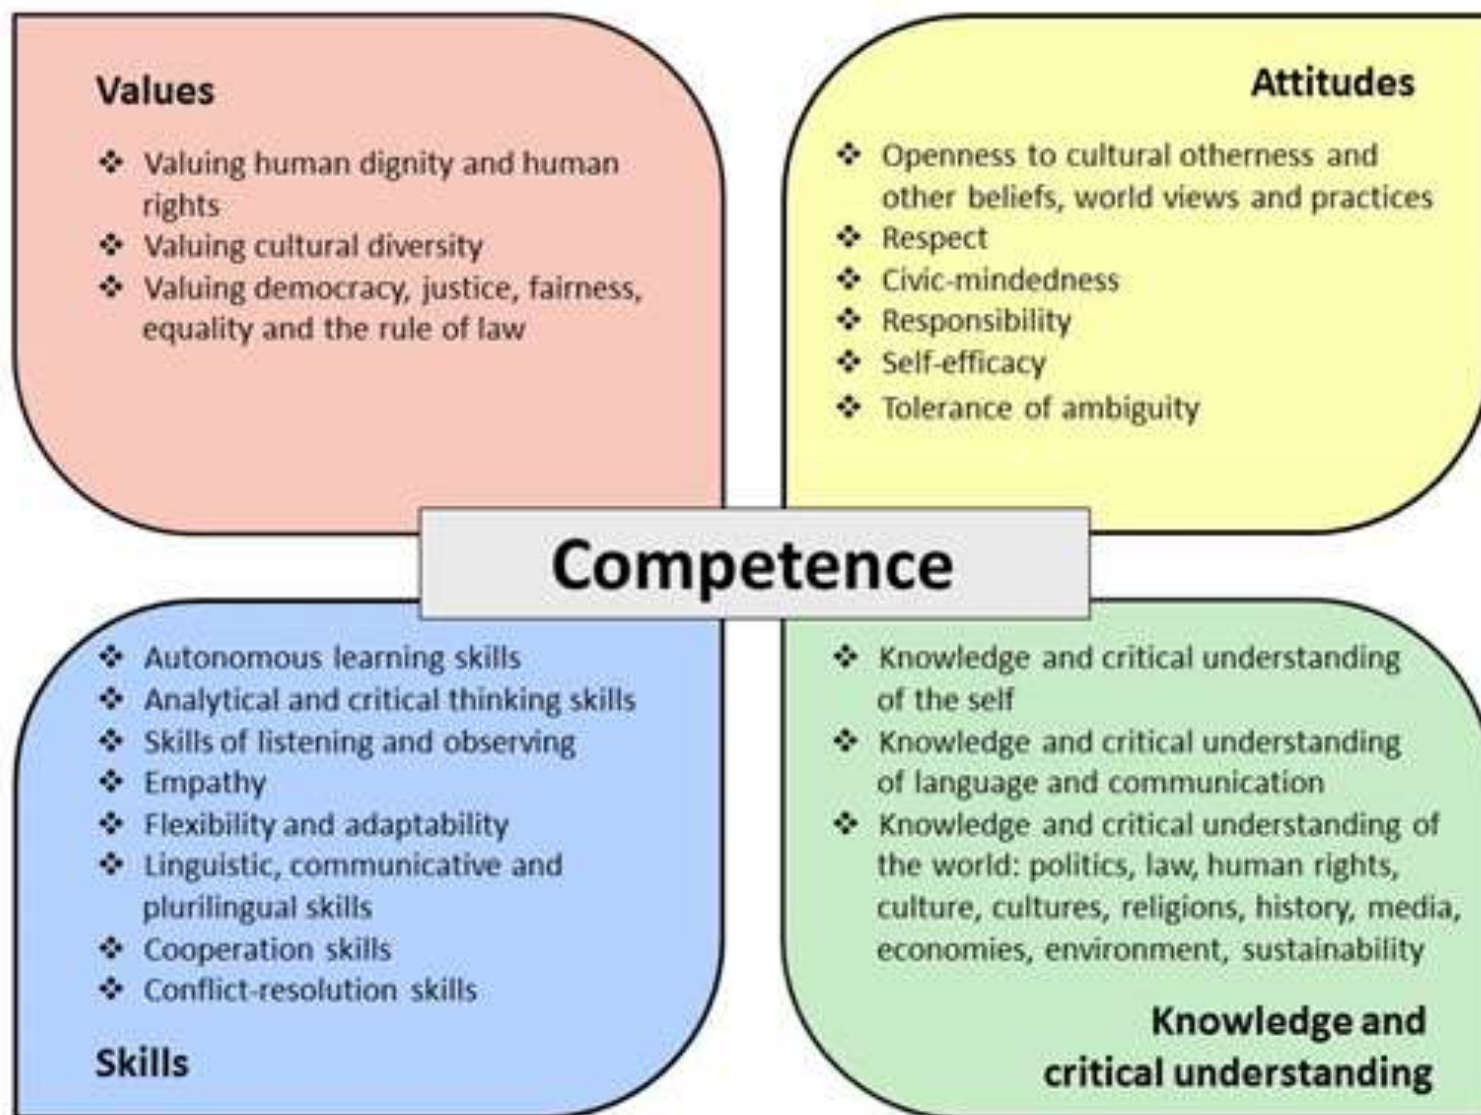 Values
❖ Valuing human dignity and human
rights
❖ Valuing cultural diversity
❖ Valuing democracy, justice, fairness,
equality and the rule of law
Attitudes
❖ Openness to cultural otherness and
other beliefs, world views and practices
❖ Respect
❖ Civic-mindedness
❖ Responsibility
❖ Self-efficacy
❖ Tolerance of ambiguity
Competence
❖ Autonomous learning skills
❖ Analytical and critical thinking skills
❖ Skills of listening and observing
❖ Empathy
❖ Flexibility and adaptability
❖ Linguistic, communicative and
plurilingual skills
❖ Cooperation skills
❖ Conflict-resolution skills
Skills
❖ Knowledge and critical understanding
of the self
❖ Knowledge and critical understanding
of language and communication
❖ Knowledge and critical understanding of
the world: politics, law, human rights,
culture, cultures, religions, history, media,
economies, environment, sustainability
Knowledge and
critical understanding